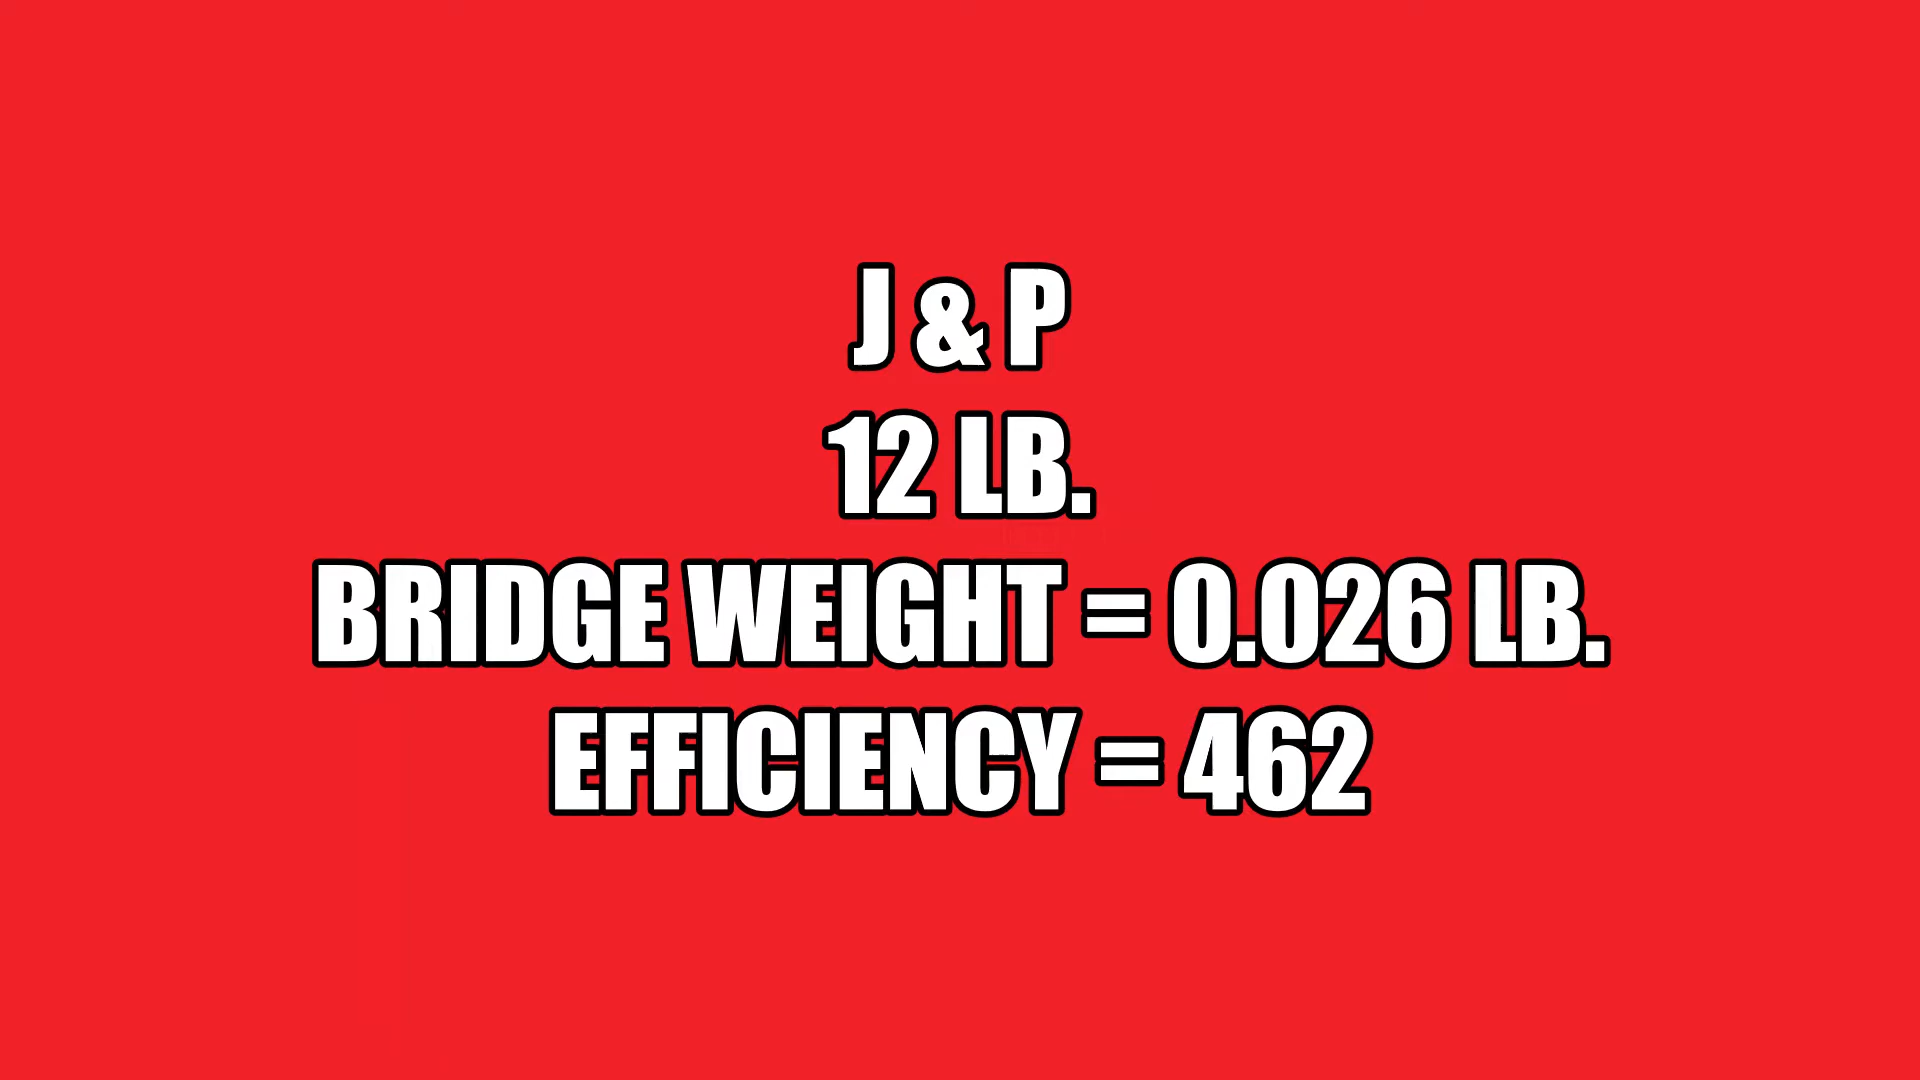 J & P
12 LB.
BRIDGE WEIGHT = 0.026 LB.
EFFICIENCY = 462